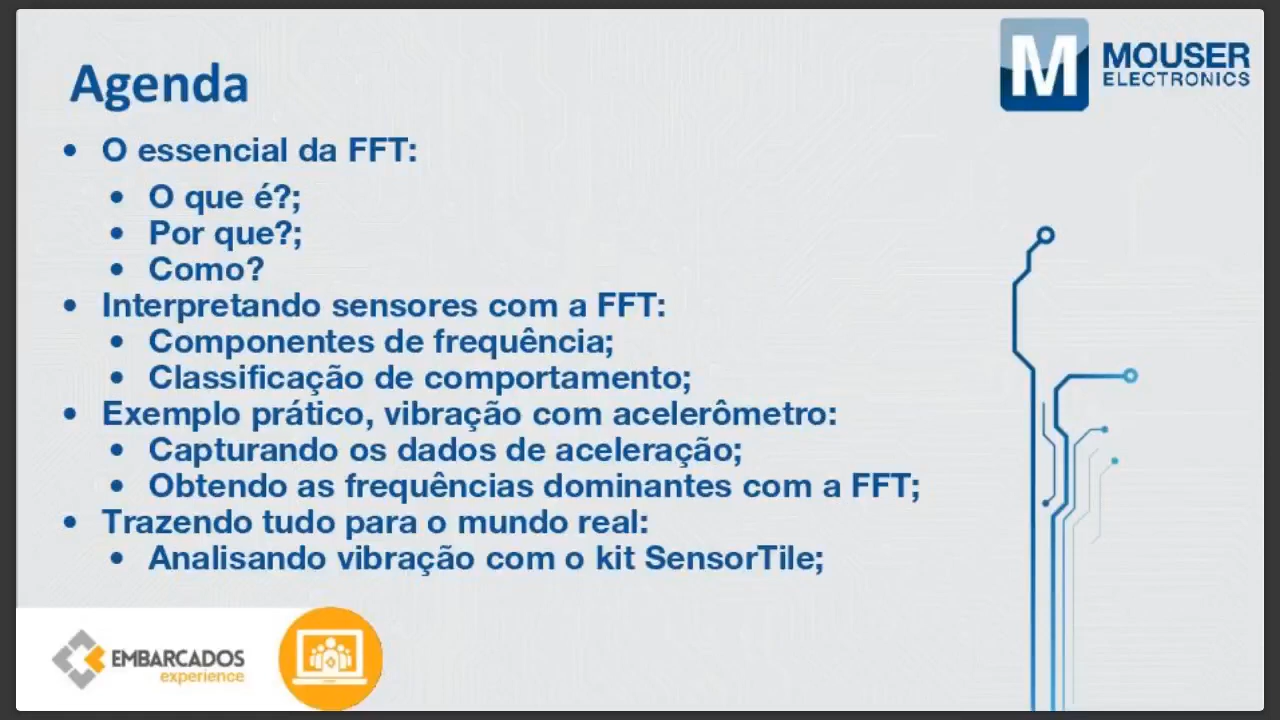 Agenda
M MOUSER
ELECTRONICS
• O essencial da FFT:
• O que é?;
• Por que?;
• Como?
• Interpretando sensores com a FFT:
• Componentes de frequência;
• Classificação de comportamento;
• Exemplo prático, vibração com acelerômetro:
• Capturando os dados de aceleração;
• Obtendo as frequências dominantes com a FFT;
• Trazendo tudo para o mundo real:
• Analisando vibração com o kit SensorTile;
EMBARCADOS
experience